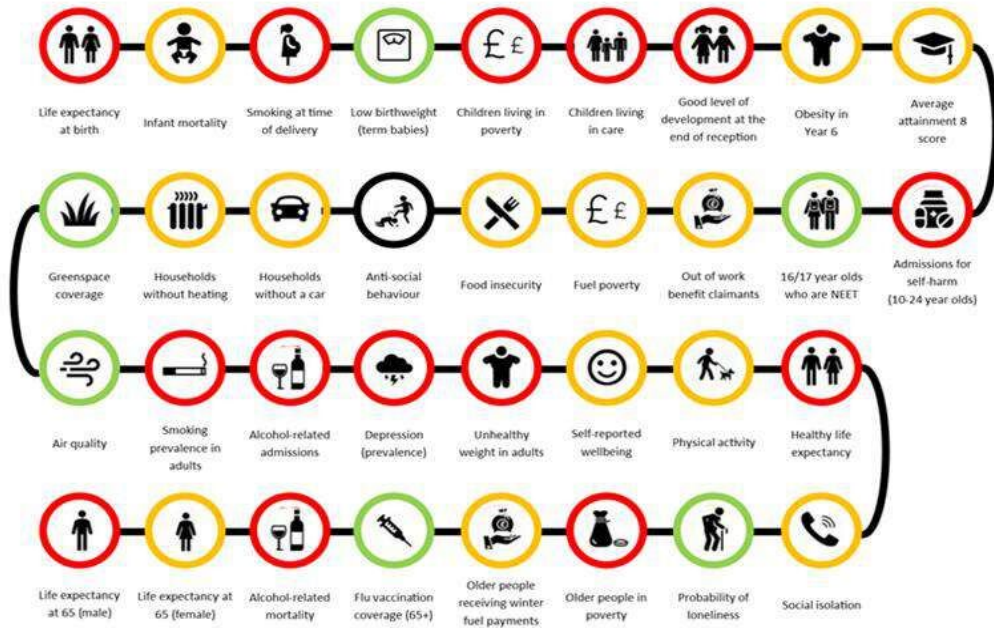 Life expectancy
at birth
Infant mortality
Smoking at time
of delivery
Low birthweight
(term babies)
££
Children living in
poverty
Children living
in care
Good level of
development at the
end of reception
Obesity in
Year 6
Average
attainment 8
score
Greenspace
coverage
Households
without heating
Households
without a car
Anti-social
behaviour
Food insecurity
££
Fuel poverty
Out of work
benefit claimants
16/17 year olds
who are NEET
Admissions for
self-harm
(10-24 year olds)
Air quality
Smoking
prevalence in
adults
Alcohol-related
admissions
Depression
(prevalence)
Unhealthy
weight in adults
Self-reported
wellbeing
Physical activity
Healthy life
expectancy
Life expectancy
at 65 (male)
Life expectancy at
65 (female)
Alcohol-related
mortality
Flu vaccination
coverage (65+)
Older people
receiving winter
fuel payments
Older people in
poverty
Probability of
loneliness
Social isolation